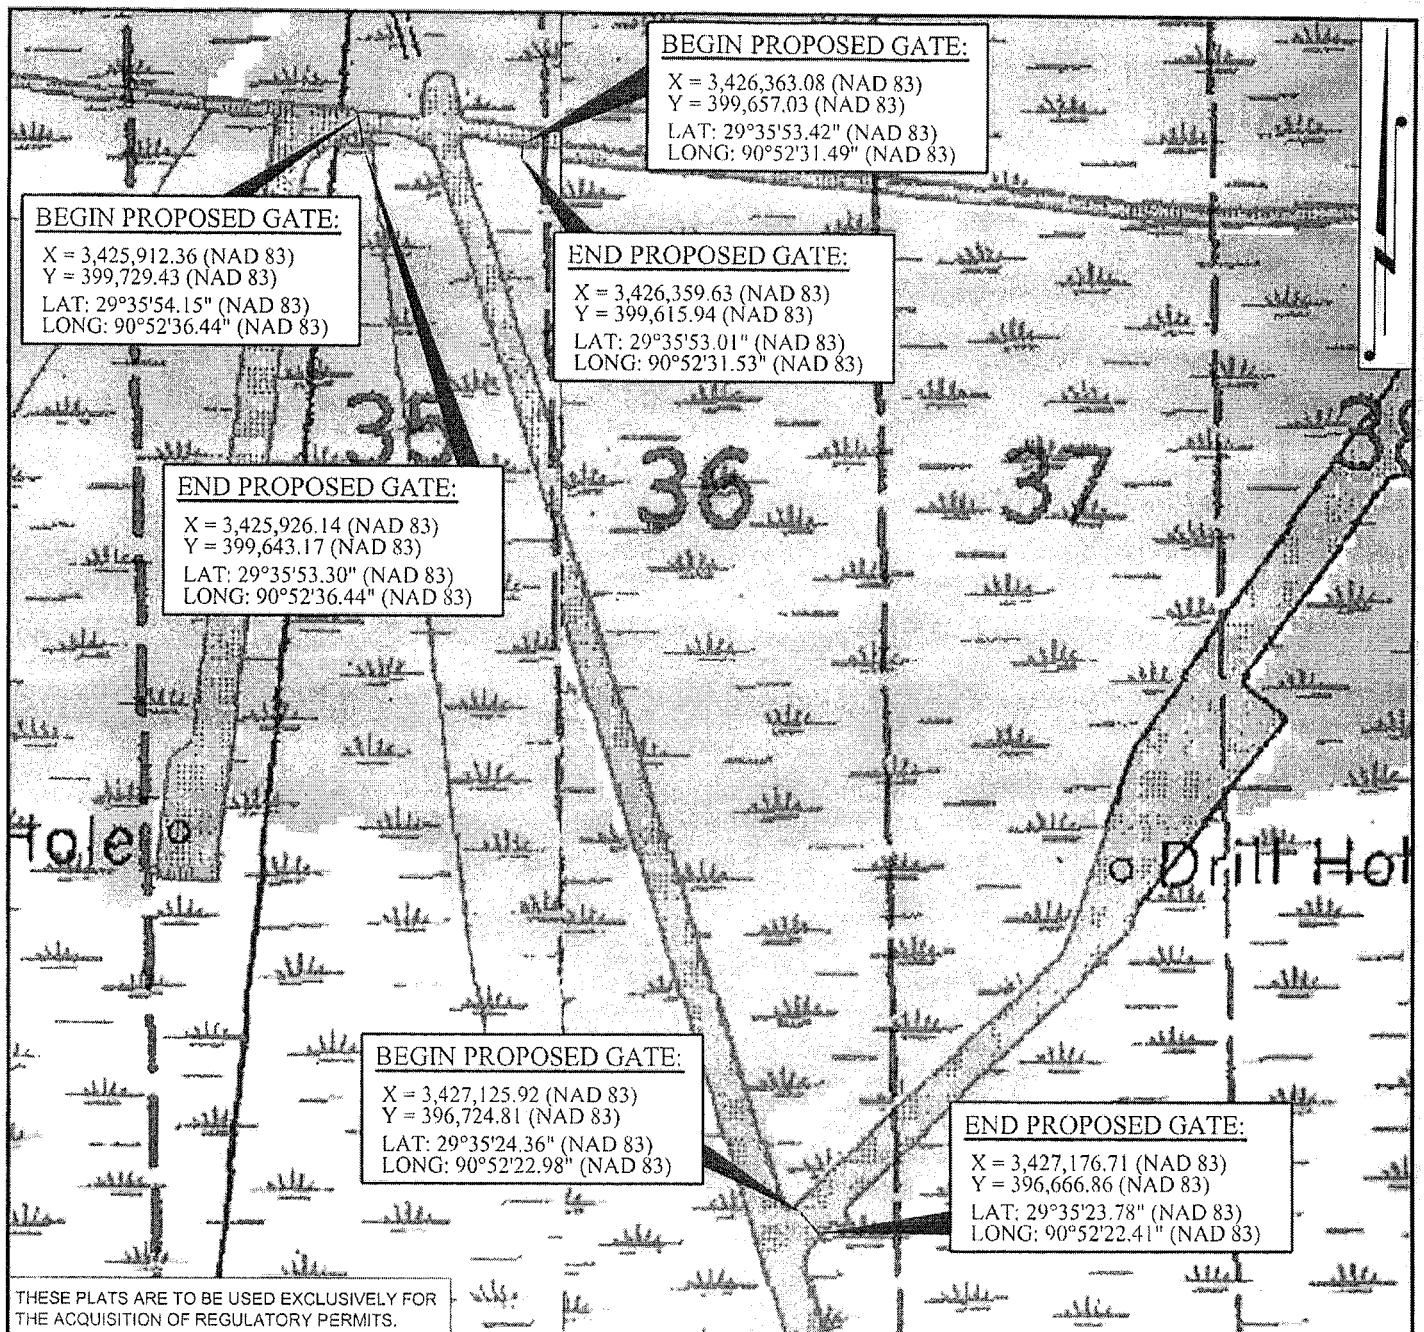 BEGIN PROPOSED GATE:
X = 3,426,363.08 (NAD 83)
Y = 399,657.03 (NAD 83)
LAT: 29°35'53.42" (NAD 83)
LONG: 90°52'31.49" (NAD 83)
BEGIN PROPOSED GATE:
X = 3,425,912.36 (NAD 83)
Y = 399,729.43 (NAD 83)
LAT: 29°35'54.15" (NAD 83)
LONG: 90°52'36.44" (NAD 83)
END PROPOSED GATE:
X = 3,426,359.63 (NAD 83)
Y = 399,615.94 (NAD 83)
LAT: 29°35'53.01" (NAD 83)
LONG: 90°52'31.53" (NAD 83)
35
36
37
38
END PROPOSED GATE:
X = 3,425,926.14 (NAD 83)
Y = 399,643.17 (NAD 83)
LAT: 29°35'53.30" (NAD 83)
LONG: 90°52'36.44" (NAD 83)
Hole
Drill Hol
BEGIN PROPOSED GATE:
X = 3,427,125.92 (NAD 83)
Y = 396,724.81 (NAD 83)
LAT: 29°35'24.36" (NAD 83)
LONG: 90°52'22.98" (NAD 83)
END PROPOSED GATE:
X = 3,427,176.71 (NAD 83)
Y = 396,666.86 (NAD 83)
LAT: 29°35'23.78" (NAD 83)
LONG: 90°52'22.41" (NAD 83)
THESE PLATS ARE TO BE USED EXCLUSIVELY FOR
THE ACQUISITION OF REGULATORY PERMITS.